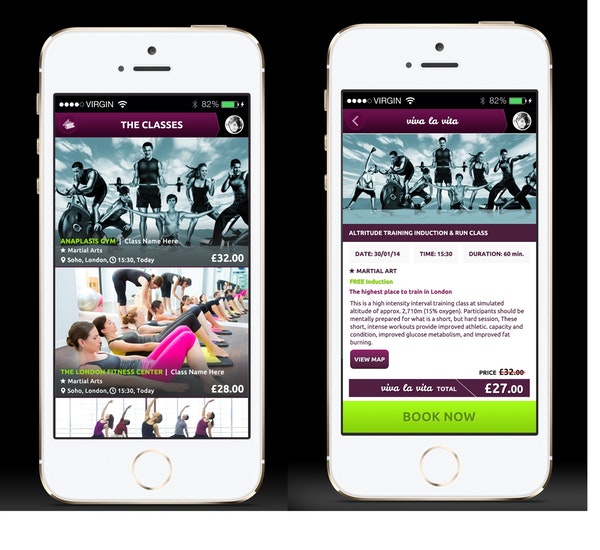 VIRGIN 82%
THE CLASSES
ANAPLASIS GYM | Class Name Here
Martial Arts
Soho, London, 15:30, Today
£32.00
THE LONDON FITNESS CENTER | Class Name Here
Martial Arts
Soho, London, 15:30, Today
£28.00
VIRGIN 82%
viva la vita
ALTRITUDE TRAINING INDUCTION & RUN CLASS
DATE: 30/01/14 TIME: 15:30 DURATION: 60 min.
MARTIAL ART
FREE Induction
The highest place to train in London
This is a high intensity interval training class at simulated
altitude of approx. 2,710m (15% oxygen). Participants should be
mentally prepared for what is a short, but hard session, These
short, intense workouts provide improved athletic. capacity and
condition, improved glucose metabolism, and improved fat
burning.
VIEW MAP
PRICE £32.00
viva la vita TOTAL £27.00
BOOK NOW